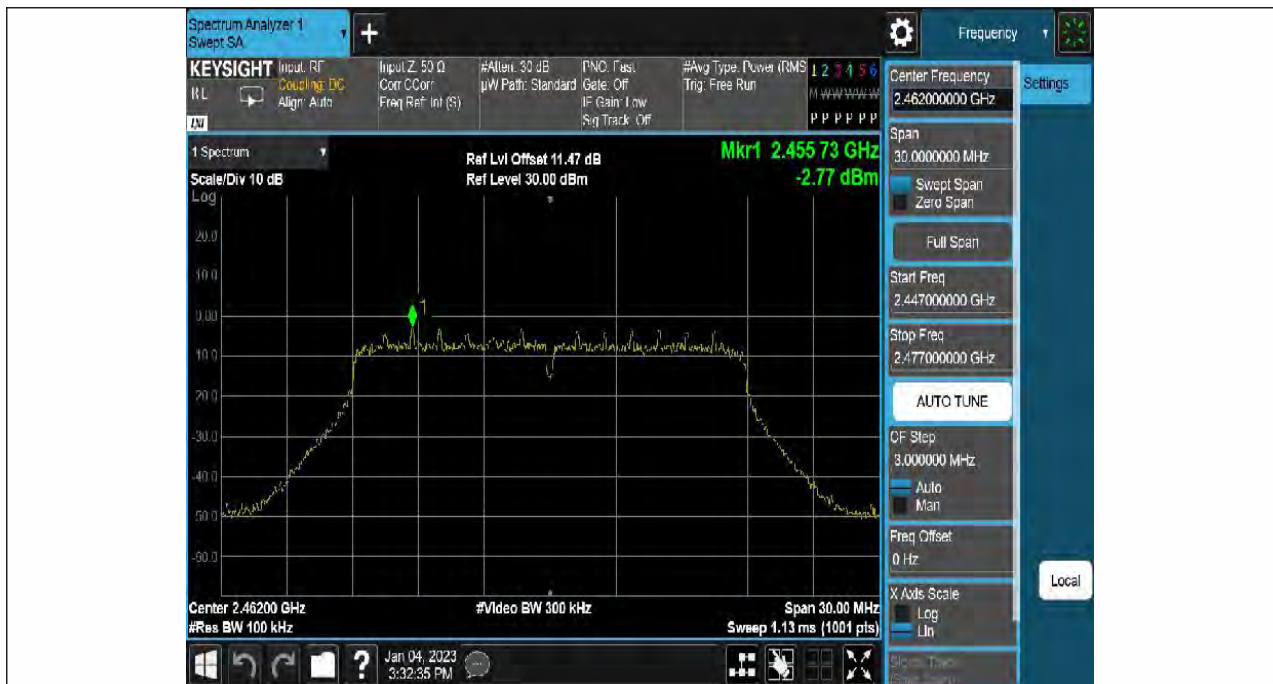 Spectrum Analyzer 1
Swept SA
+
Frequency
KEYSIGHT
RL
LXI
Input: RF
Coupling: DC
Align: Auto
Input Z: 50 Ω
Corr CCorr
Freq Ref: Int (S)
#Atten: 30 dB
µW Path: Standard
PNO: Fast
Gate: Off
IF Gain: Low
Sig Track: Off
#Avg Type: Power (RMS
Trig: Free Run
1 2 3 4 5 6
M W W W W W
P P P P P P
Center Frequency
2.462000000 GHz
Settings
Span
30.0000000 MHz
Swept Span
Zero Span
Full Span
Start Freq
2.447000000 GHz
Stop Freq
2.477000000 GHz
AUTO TUNE
CF Step
3.000000 MHz
Auto
Man
Freq Offset
0 Hz
X Axis Scale
Log
Lin
Local
1 Spectrum
Scale/Div 10 dB
Log
Ref Lvl Offset 11.47 dB
Ref Level 30.00 dBm
Mkr1 2.455 73 GHz
-2.77 dBm
20.0
10.0
0.00
10.0
20.0
-30.0
-40.0
50.0
-60.0
1
Center 2.46200 GHz
#Res BW 100 kHz
#Video BW 300 kHz
Span 30.00 MHz
Sweep 1.13 ms (1001 pts)
?
Jan 04, 2023
3:32:35 PM